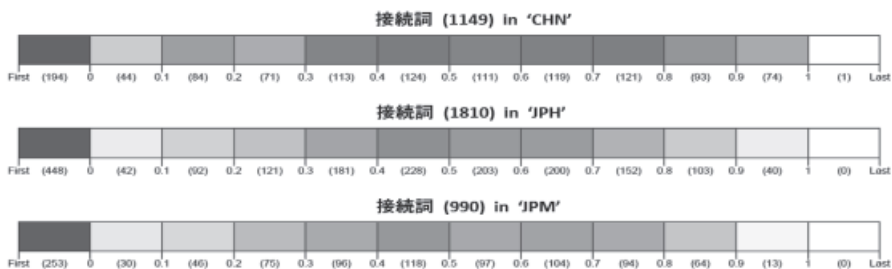 接続詞 (1149) in ‘CHN’
First (194) 0 (44) 0.1 (84) 0.2 (71) 0.3 (113) 0.4 (124) 0.5 (111) 0.6 (119) 0.7 (121) 0.8 (93) 0.9 (74) 1 (1) Last
接続詞 (1810) in ‘JPH’
First (448) 0 (42) 0.1 (92) 0.2 (121) 0.3 (181) 0.4 (228) 0.5 (203) 0.6 (200) 0.7 (152) 0.8 (103) 0.9 (40) 1 (0) Last
接続詞 (990) in ‘JPM’
First (253) 0 (30) 0.1 (46) 0.2 (75) 0.3 (96) 0.4 (118) 0.5 (97) 0.6 (104) 0.7 (94) 0.8 (64) 0.9 (13) 1 (0) Last